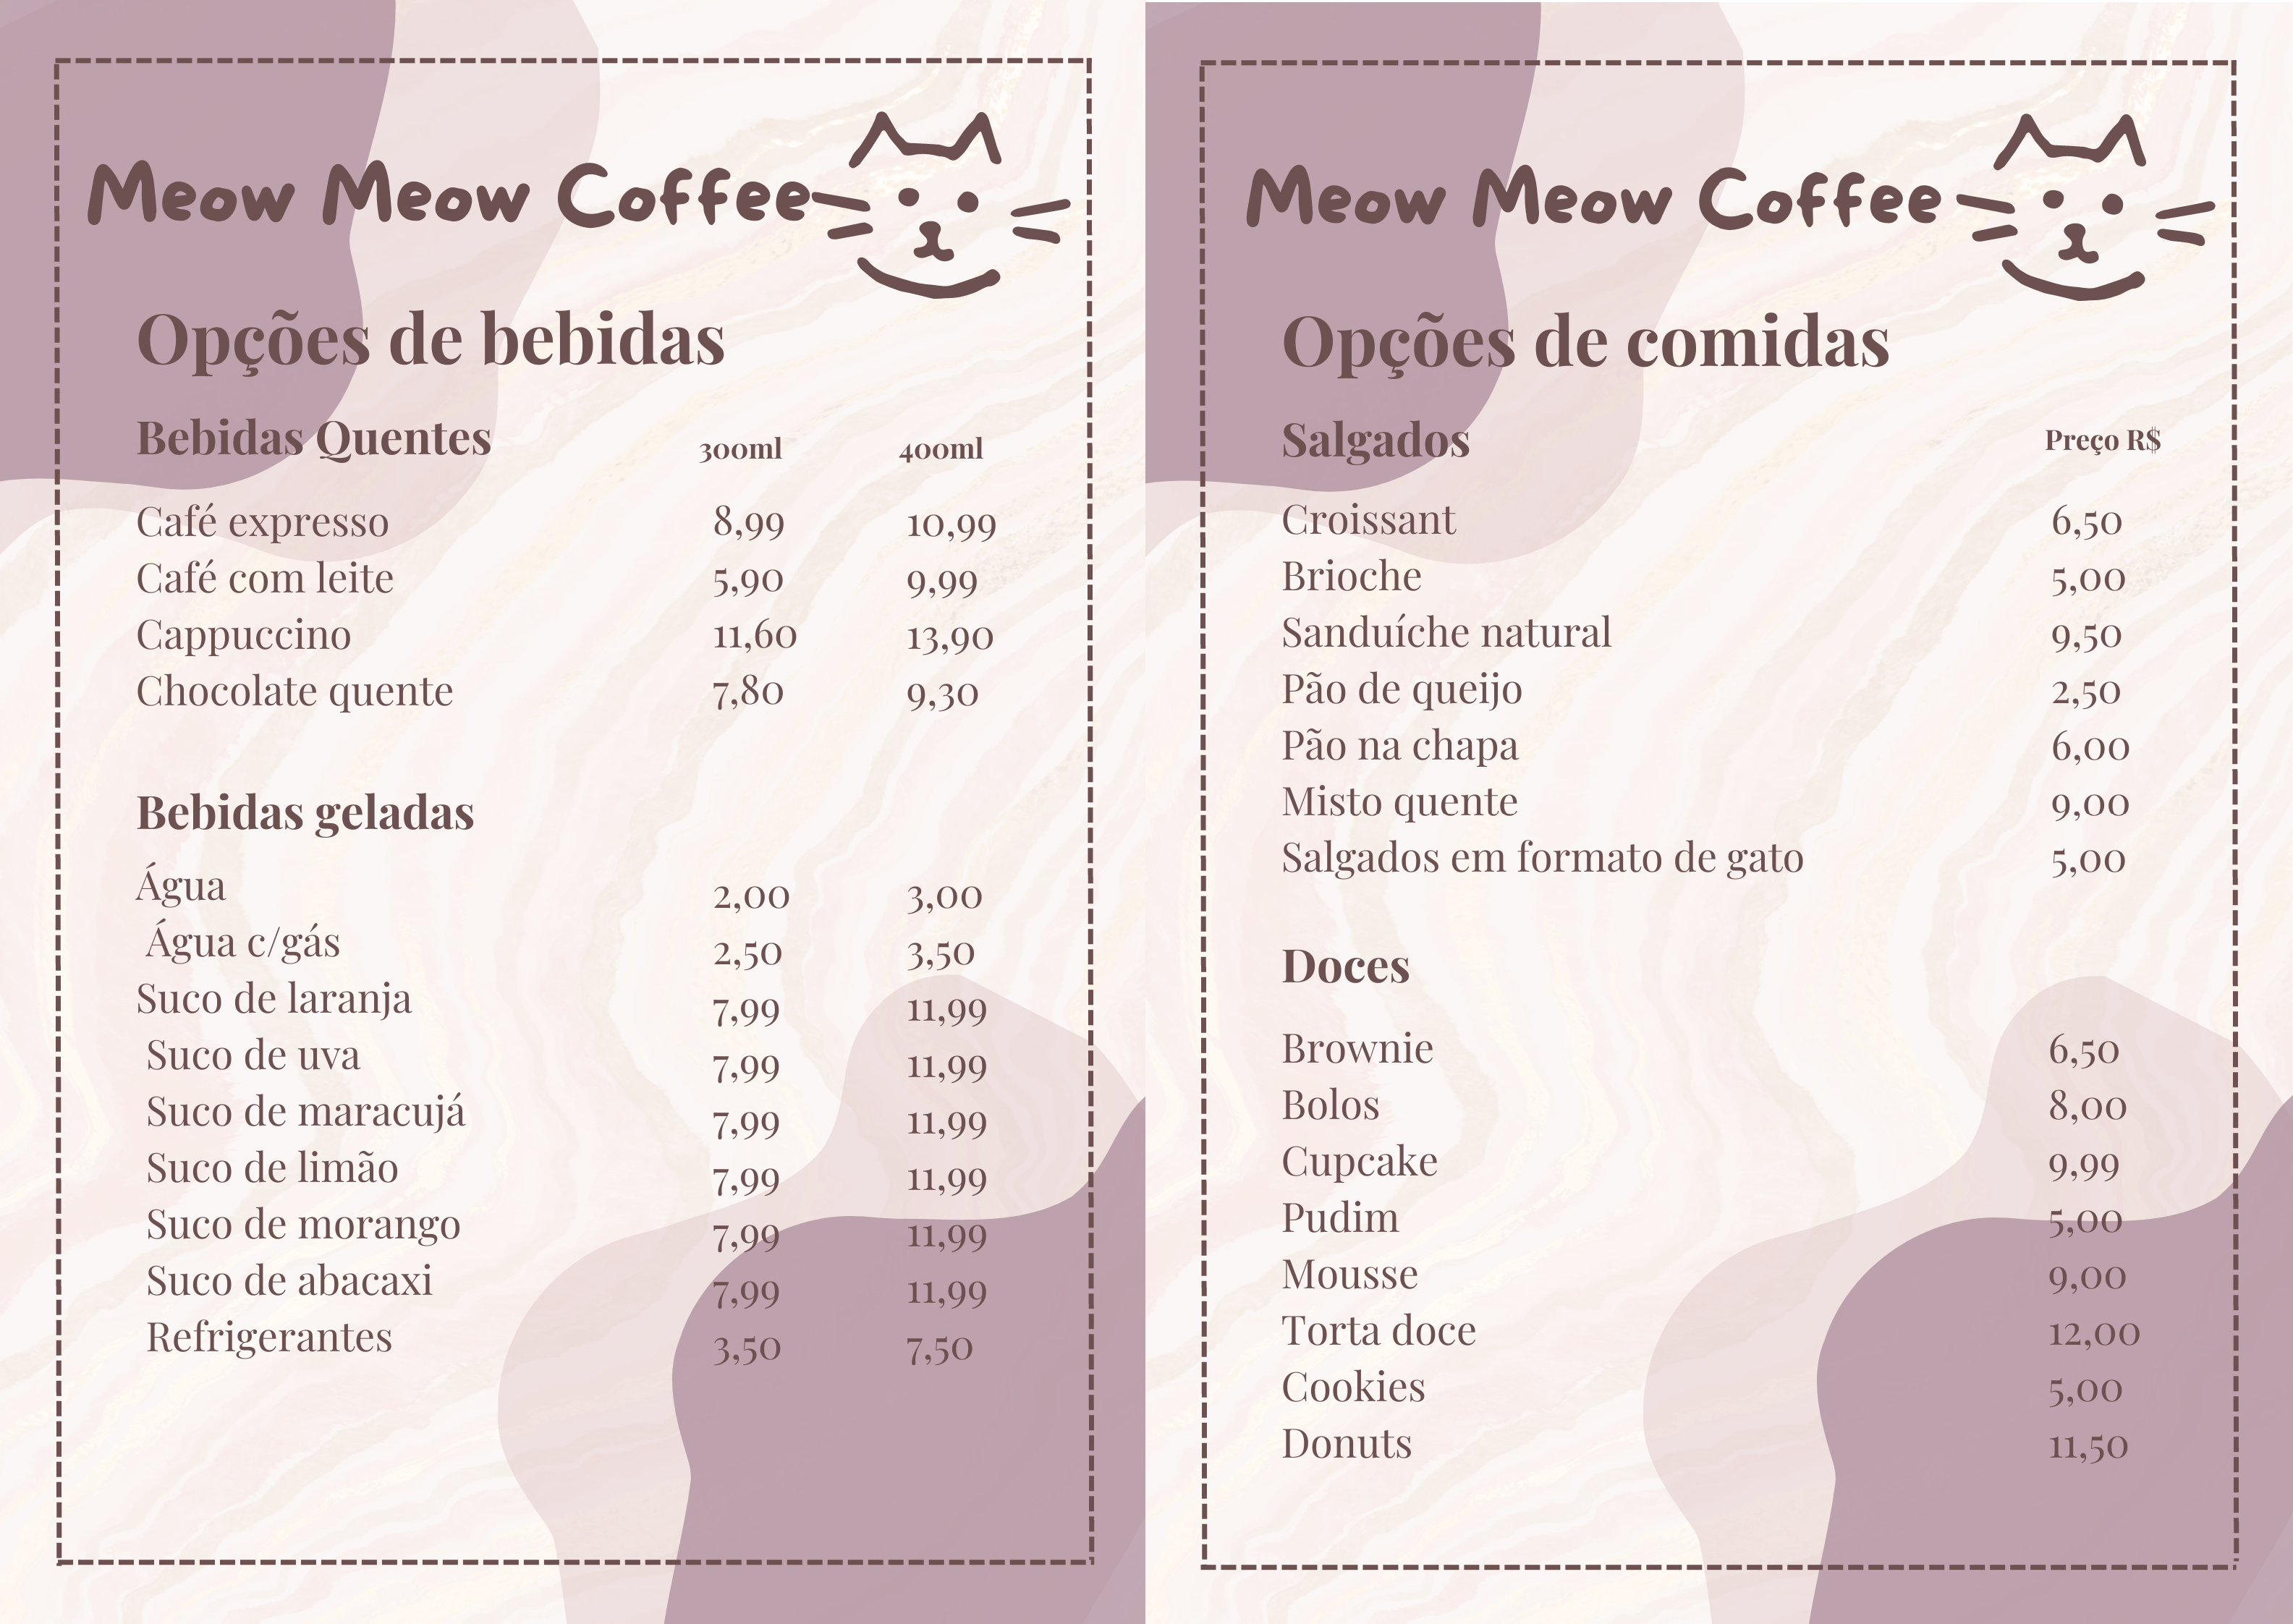 Meow Meow Coffee
Opções de bebidas
Bebidas Quentes 300ml 400ml
Café expresso 8,99 10,99
Café com leite 5,90 9,99
Cappuccino 11,60 13,90
Chocolate quente 7,80 9,30
Bebidas geladas
Água 2,00 3,00
Água c/gás 2,50 3,50
Suco de laranja 7,99 11,99
Suco de uva 7,99 11,99
Suco de maracujá 7,99 11,99
Suco de limão 7,99 11,99
Suco de morango 7,99 11,99
Suco de abacaxi 7,99 11,99
Refrigerantes 3,50 7,50
Meow Meow Coffee
Opções de comidas
Salgados Preço R$
Croissant 6,50
Brioche 5,00
Sanduíche natural 9,50
Pão de queijo 2,50
Pão na chapa 6,00
Misto quente 9,00
Salgados em formato de gato 5,00
Doces
Brownie 6,50
Bolos 8,00
Cupcake 9,99
Pudim 5,00
Mousse 9,00
Torta doce 12,00
Cookies 5,00
Donuts 11,50